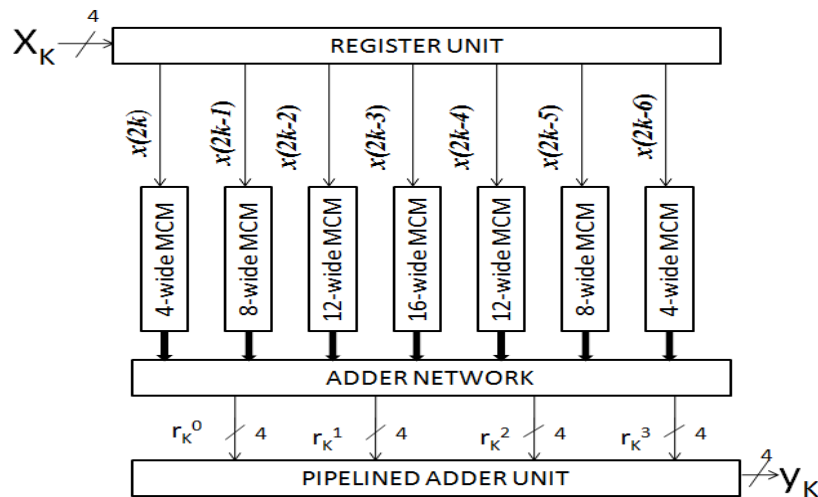 X_K
4
REGISTER UNIT
x(2k)
x(2k-1)
x(2k-2)
x(2k-3)
x(2k-4)
x(2k-5)
x(2k-6)
4-wide MCM
8-wide MCM
12-wide MCM
16-wide MCM
12-wide MCM
8-wide MCM
4-wide MCM
ADDER NETWORK
r_K^0 4
r_K^1 4
r_K^2 4
r_K^3 4
PIPELINED ADDER UNIT
4
y_K